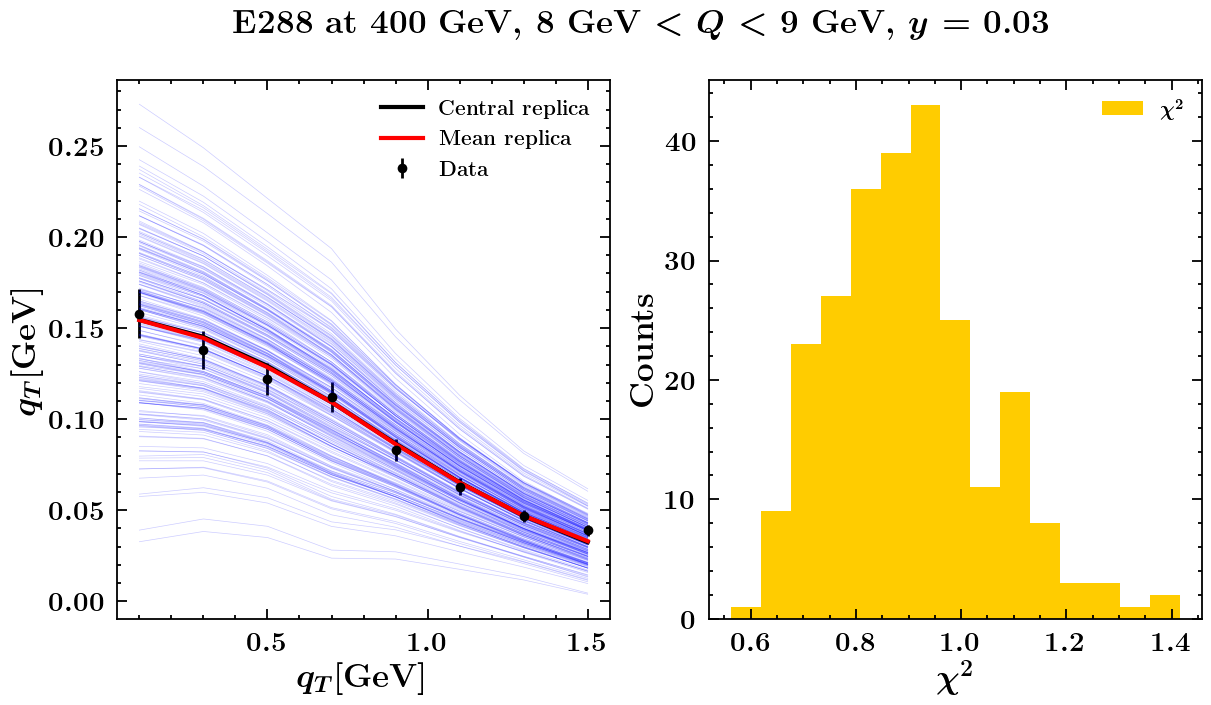 E288 at 400 GeV, 8 GeV < Q < 9 GeV, y = 0.03
Central replica
Mean replica
Data
0.25
0.20
0.15
0.10
0.05
0.00
q_T[GeV]
0.5 1.0 1.5
q_T[GeV]
χ²
40
30
20
10
0
Counts
0.6 0.8 1.0 1.2 1.4
χ²